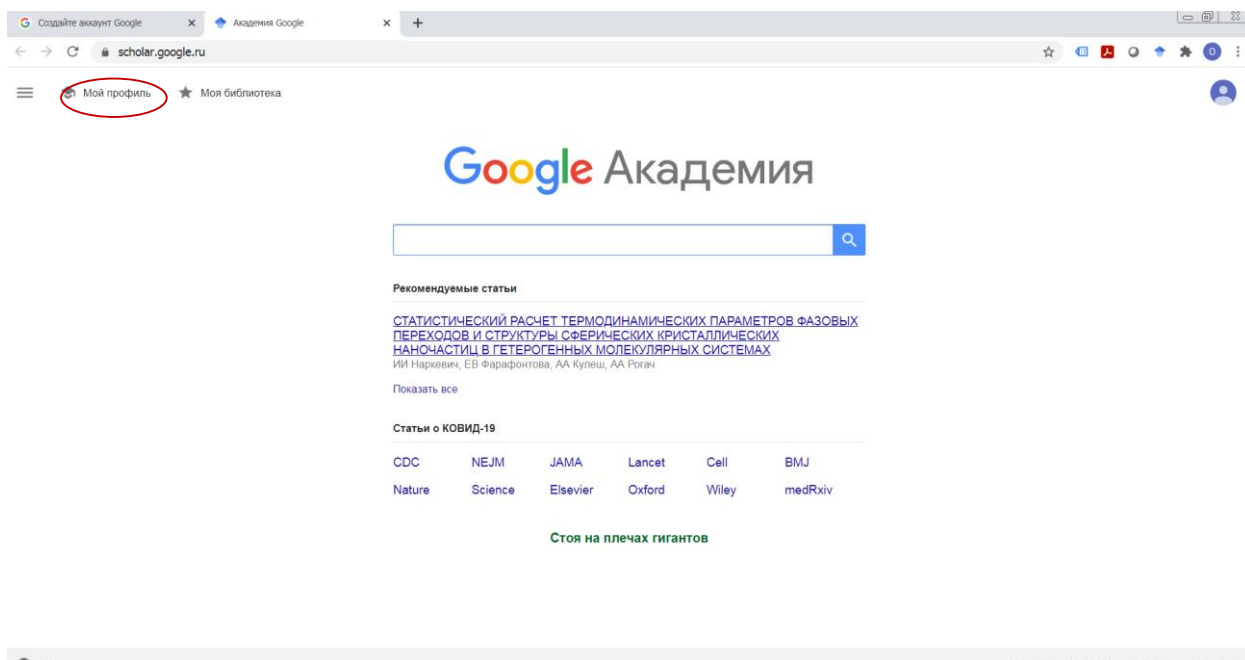 Создайте аккаунт Google
Академия Google
scholar.google.ru
О
Мой профиль
Моя библиотека
Google Академия
Рекомендуемые статьи
СТАТИСТИЧЕСКИЙ РАСЧЕТ ТЕРМОДИНАМИЧЕСКИХ ПАРАМЕТРОВ ФАЗОВЫХ
ПЕРЕХОДОВ И СТРУКТУРЫ СФЕРИЧЕСКИХ КРИСТАЛЛИЧЕСКИХ
НАНОЧАСТИЦ В ГЕТЕРОГЕННЫХ МОЛЕКУЛЯРНЫХ СИСТЕМАХ
ИИ Наркевич, ЕВ Фарафонтова, АА Кулеш, АА Рогач
Показать все
Статьи о КОВИД-19
CDC NEJM JAMA Lancet Cell BMJ
Nature Science Elsevier Oxford Wiley medRxiv
Стоя на плечах гигантов